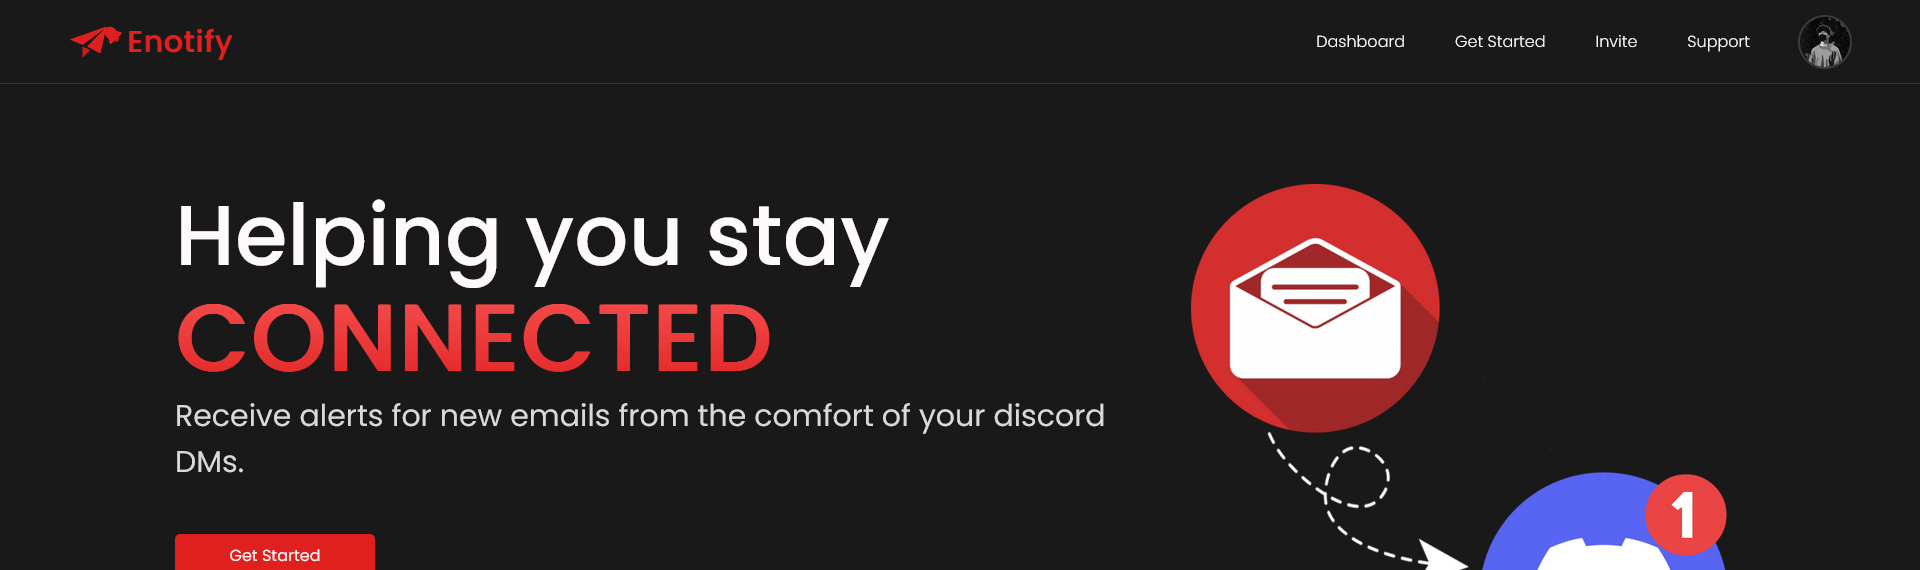 Enotify
Dashboard
Get Started
Invite
Support
Helping you stay
CONNECTED
Receive alerts for new emails from the comfort of your discord
DMs.
Get Started
1